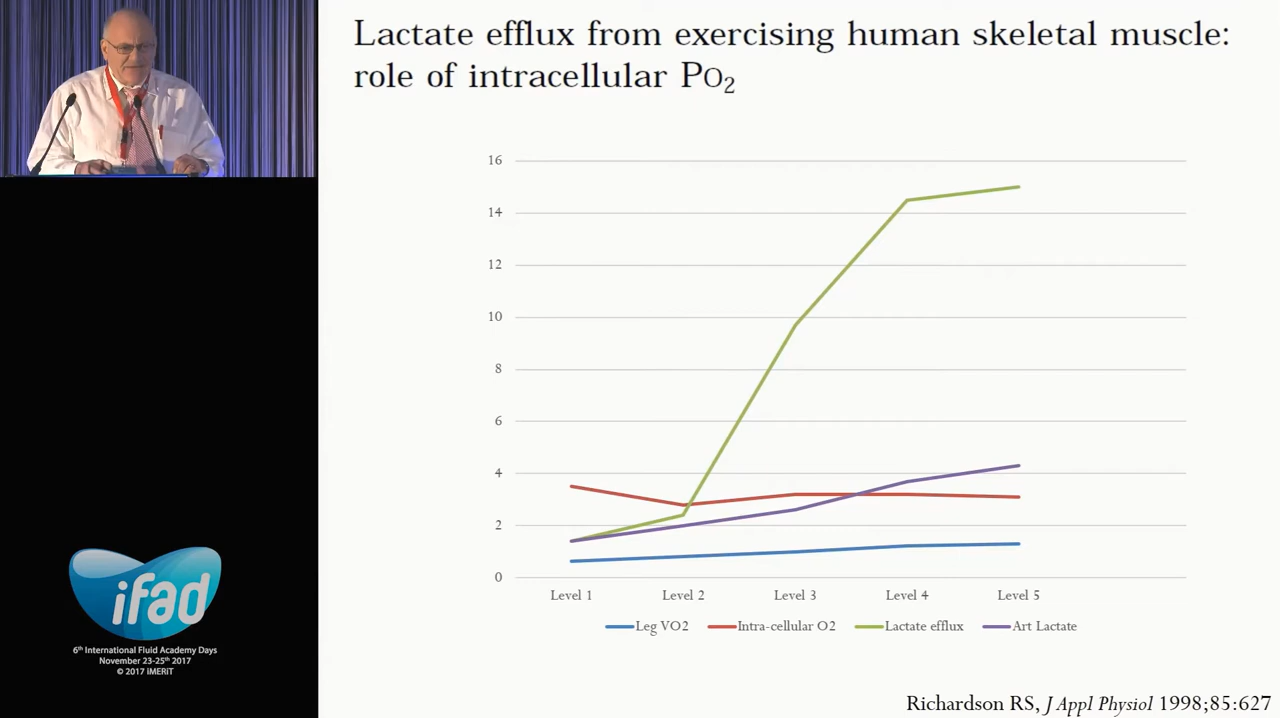 Lactate efflux from exercising human skeletal muscle:
role of intracellular PO₂
16
14
12
10
8
6
4
2
0
Level 1 Level 2 Level 3 Level 4 Level 5
Leg VO2 Intra-cellular O2 Lactate efflux Art Lactate
ifad
6th International Fluid Academy Days
November 23-25th 2017
© 2017 iMERiT
Richardson RS, J Appl Physiol 1998;85:627